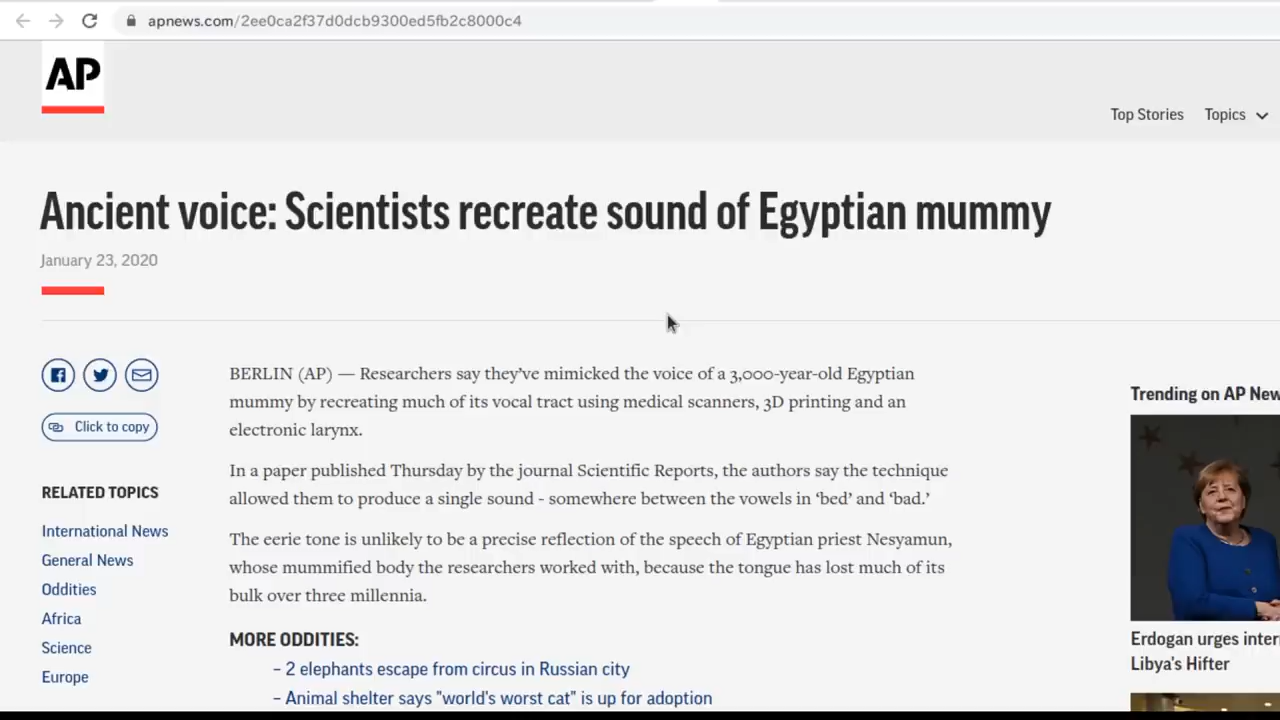 apnews.com/2ee0ca2f37d0dcb9300ed5fb2c8000c4
AP
Top Stories Topics
Ancient voice: Scientists recreate sound of Egyptian mummy
January 23, 2020
Click to copy
RELATED TOPICS
International News
General News
Oddities
Africa
Science
Europe
BERLIN (AP) — Researchers say they’ve mimicked the voice of a 3,000-year-old Egyptian
mummy by recreating much of its vocal tract using medical scanners, 3D printing and an
electronic larynx.
In a paper published Thursday by the journal Scientific Reports, the authors say the technique
allowed them to produce a single sound - somewhere between the vowels in ‘bed’ and ‘bad.’
The eerie tone is unlikely to be a precise reflection of the speech of Egyptian priest Nesyamun,
whose mummified body the researchers worked with, because the tongue has lost much of its
bulk over three millennia.
MORE ODDITIES:
– 2 elephants escape from circus in Russian city
– Animal shelter says "world's worst cat" is up for adoption
Trending on AP New
Erdogan urges inter
Libya's Hifter